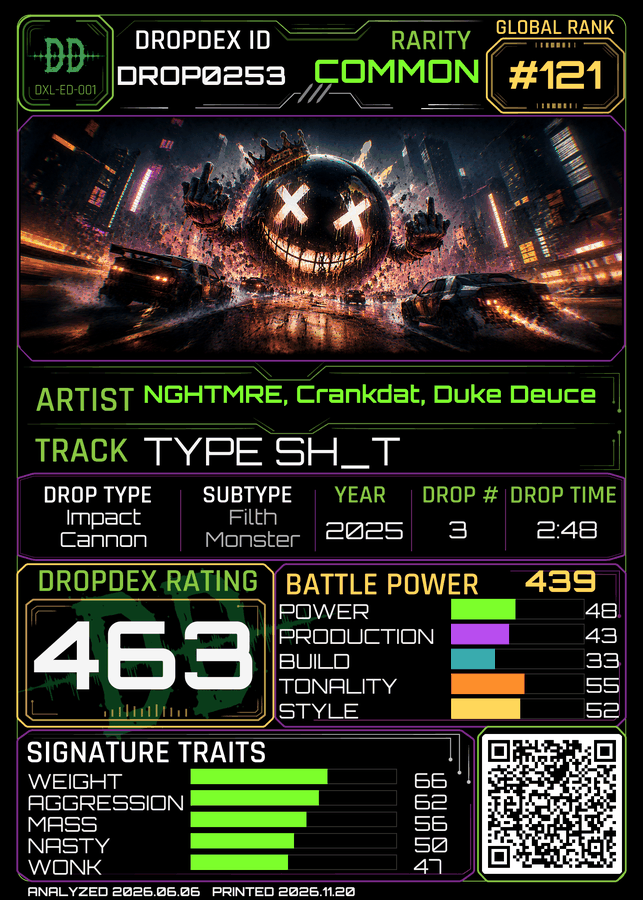 DD
DXL-ED-001
DROPDEX ID
DROP0253
RARITY
COMMON
GLOBAL RANK
#121
ARTIST NGHTMRE, Crankdat, Duke Deuce
TRACK TYPE SH_T
DROP TYPE
Impact
Cannon
SUBTYPE
Filth
Monster
YEAR
2025
DROP #
3
DROP TIME
2:48
DROPDEX RATING
463
BATTLE POWER 439
POWER 48
PRODUCTION 43
BUILD 33
TONALITY 55
STYLE 52
SIGNATURE TRAITS
WEIGHT 66
AGGRESSION 62
MASS 56
NASTY 50
WONK 47
ANALYZED 2026.06.06 PRINTED 2026.11.20